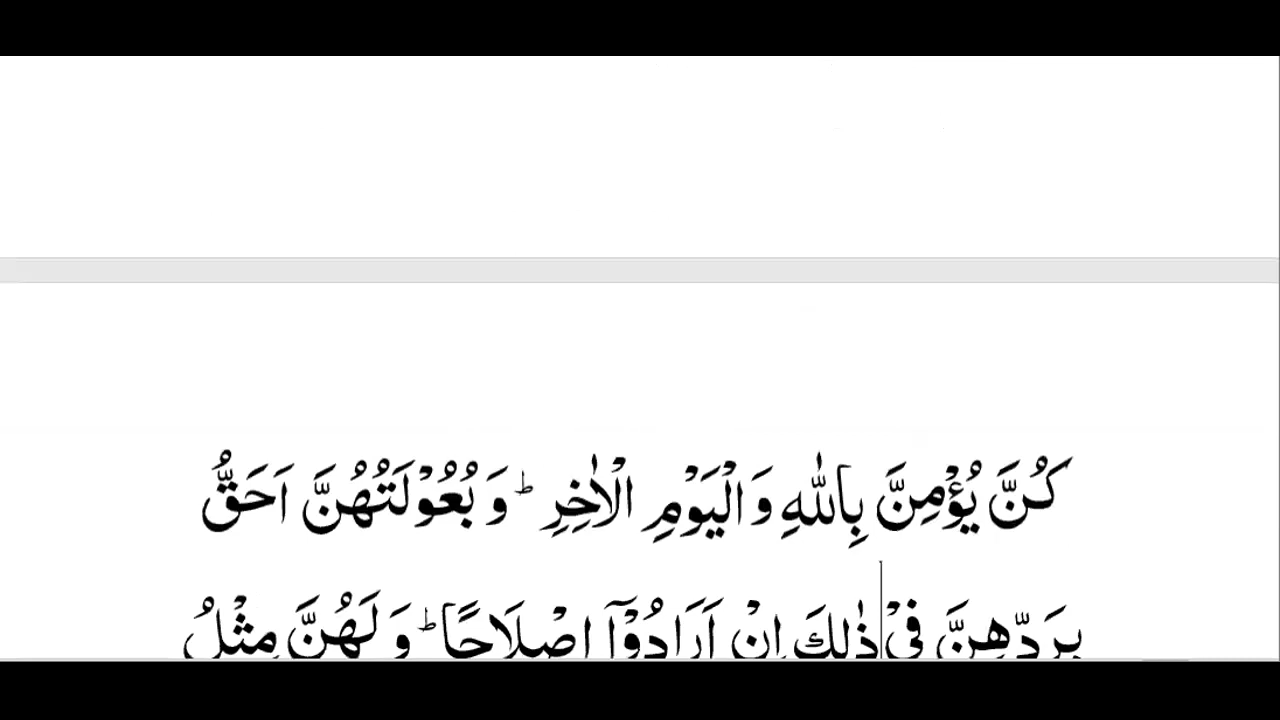 كُنَّ يُؤْمِنَّ بِاللّٰهِ وَالْيَوْمِ الْاٰخِرِ ؕ وَ بُعُوْلَتُهُنَّ اَحَقُّ
بِرَدِّهِنَّ فِيْ ذٰلِكَ اِنْ اَرَادُوْۤا اِصْلَاحًا ؕ وَ لَهُنَّ مِثْلُ